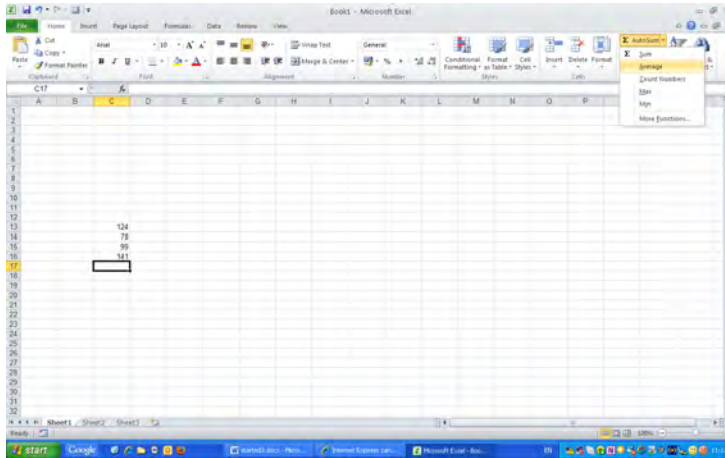 Book1 - Microsoft Excel
File Home Insert Page Layout Formulas Data Review View
Cut
Copy
Format Painter
Paste
Clipboard
Arial 10
B I U
Font
Wrap Text
Merge & Center
Alignment
General
Number
Conditional Formatting
Format as Table
Cell Styles
Styles
Insert Delete Format
Cells
Σ AutoSum
Σ Sum
Average
Count Numbers
Max
Min
More Functions...
C17 fx
A B C D E F G H I J K L M N O P
1
2
3
4
5
6
7
8
9
10
11
12
13 124
14 78
15 99
16 141
17
18
19
20
21
22
23
24
25
26
27
28
29
30
31
32
Sheet1 Sheet2 Sheet3
Ready 100%
start Google Microsoft Excel - Boo... EN